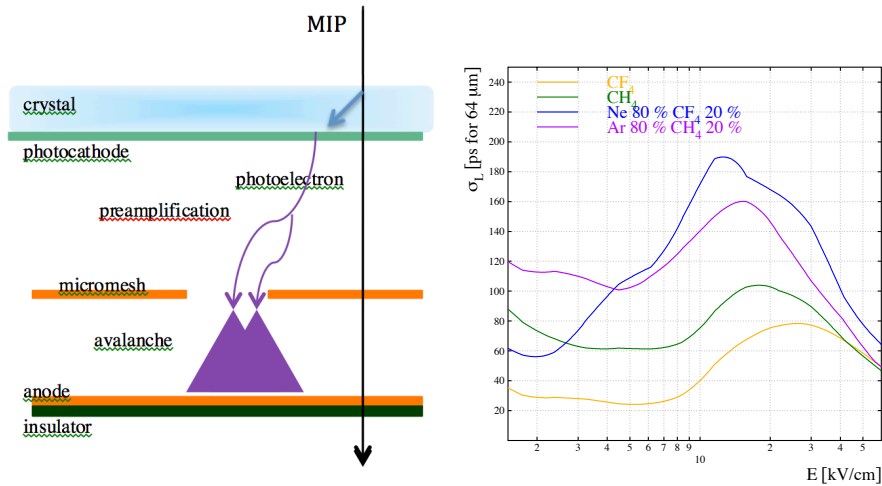 MIP
crystal
photocathode
photoelectron
preamplification
micromesh
avalanche
anode
insulator
σL [ps for 64 μm]
240
220
200
180
160
140
120
100
80
60
40
20
CF4
CH4
Ne 80 % CF4 20 %
Ar 80 % CH4 20 %
2 3 4 5 6 7 8 9 2 3 4 5
10
E [kV/cm]